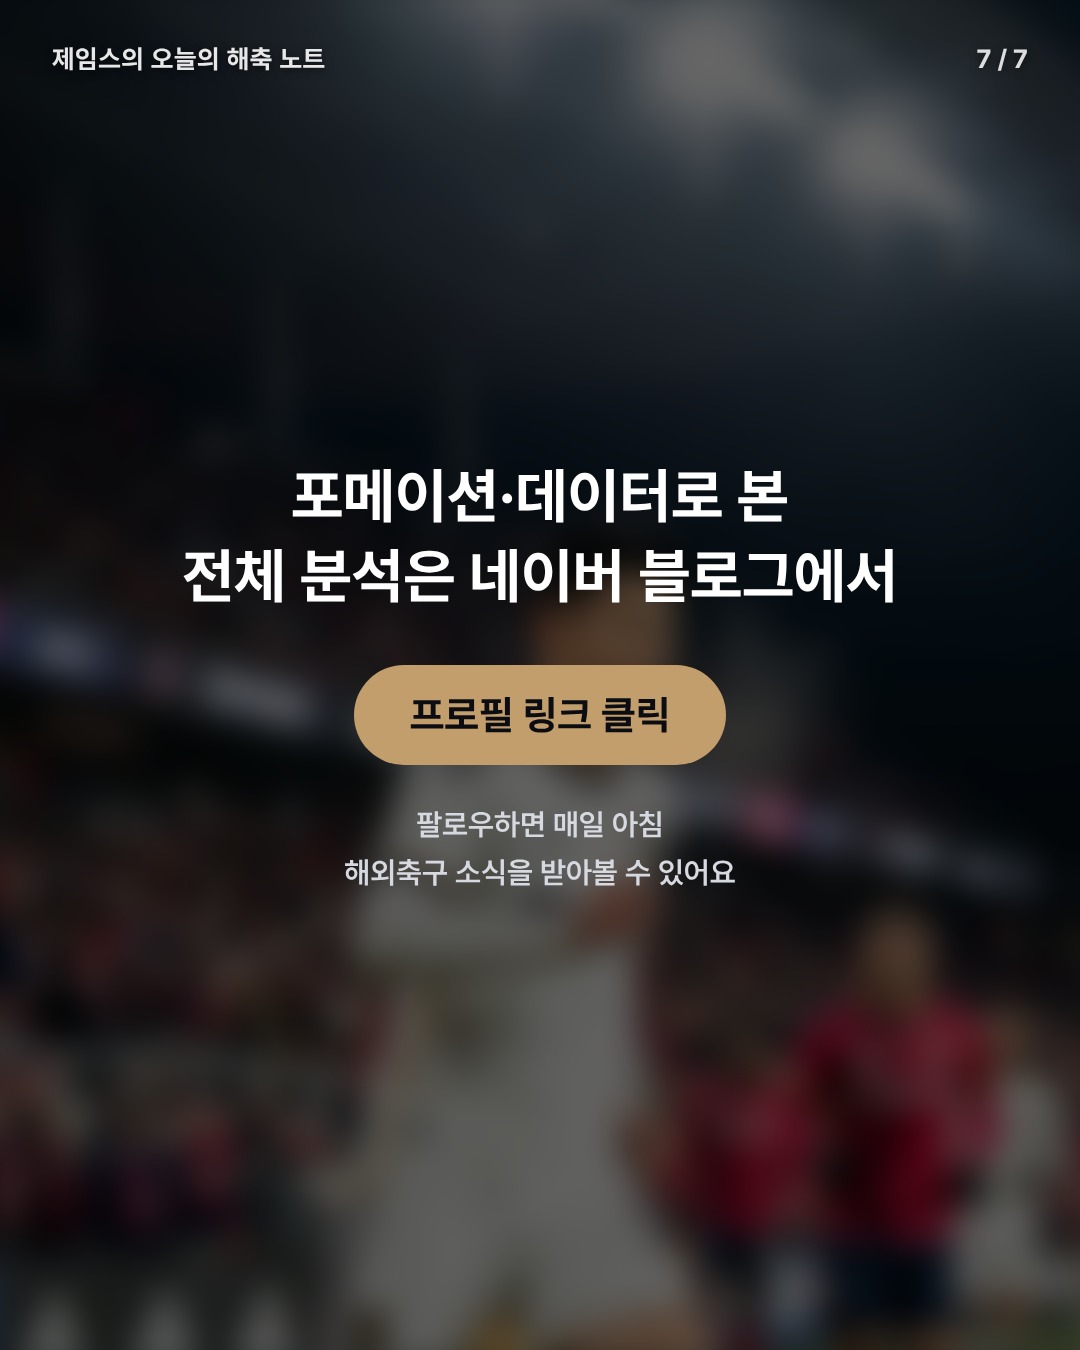 제임스의 오늘의 해축 노트
7 / 7
포메이션·데이터로 본
전체 분석은 네이버 블로그에서
프로필 링크 클릭
팔로우하면 매일 아침
해외축구 소식을 받아볼 수 있어요